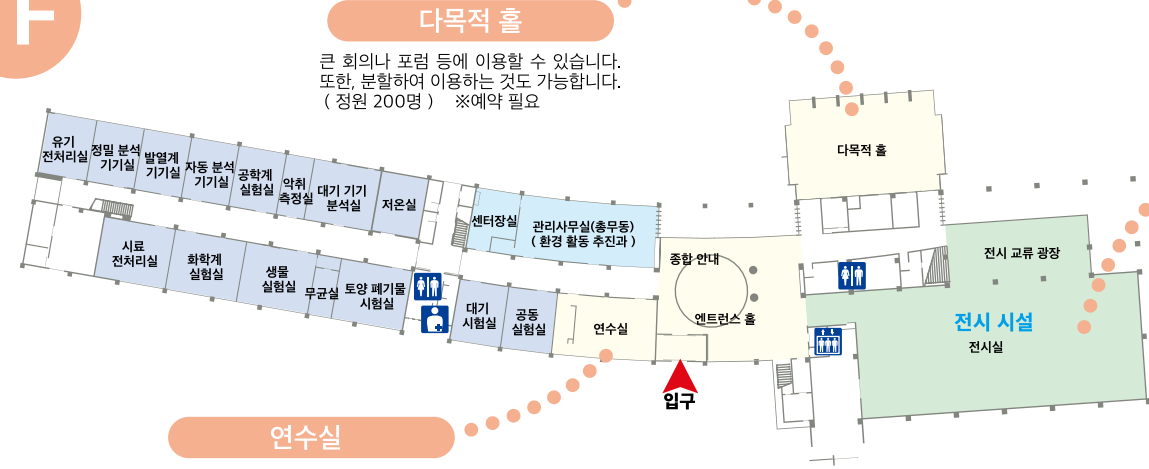 F
다목적 홀
큰 회의나 포럼 등에 이용할 수 있습니다.
또한, 분할하여 이용하는 것도 가능합니다.
( 정원 200명 ) ※예약 필요
유기
전처리실
정밀 분석
기기실
발열계
기기실
자동 분석
기기실
공학계
실험실
악취
측정실
대기 기기
분석실
저온실
센터장실
관리사무실(총무동)
( 환경 활동 추진과 )
다목적 홀
시료
전처리실
화학계
실험실
생물
실험실
무균실
토양 폐기물
시험실
대기
시험실
공동
실험실
연수실
종합 안내
엔트런스 홀
전시 교류 광장
전시 시설
전시실
입구
연수실